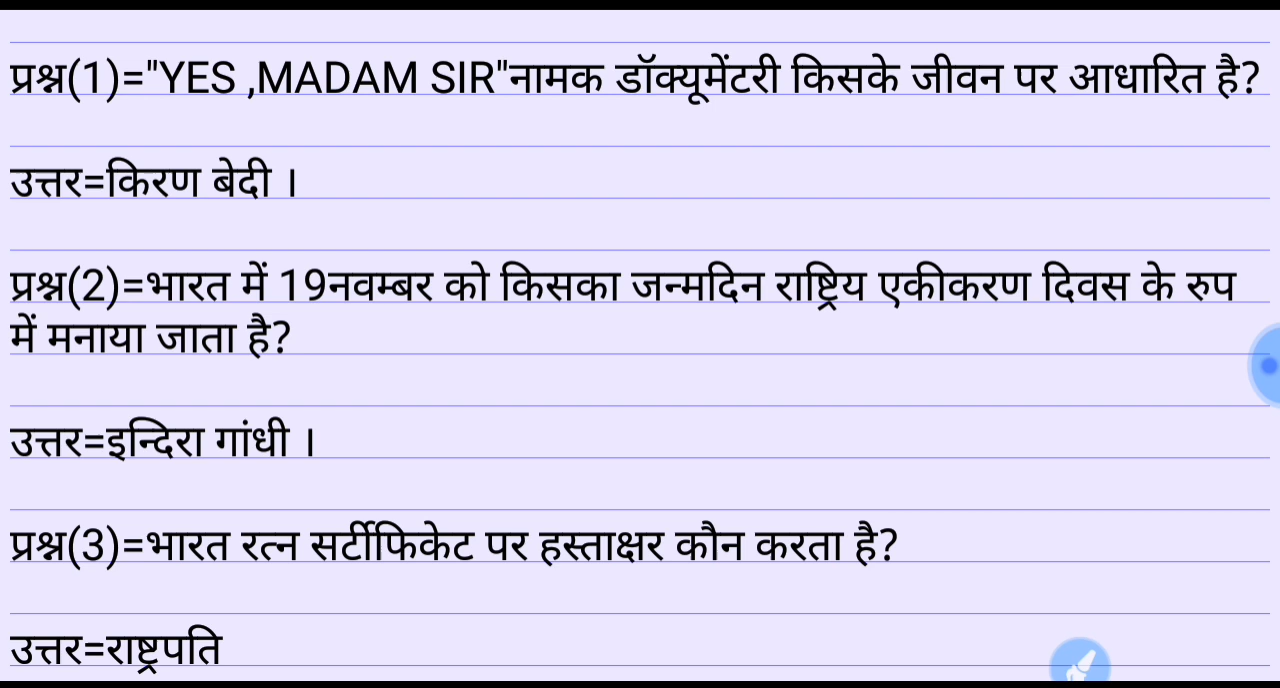 प्रश्न(1)="YES ,MADAM SIR"नामक डॉक्यूमेंटरी किसके जीवन पर आधारित है?
उत्तर=किरण बेदी ।
प्रश्न(2)=भारत में 19नवम्बर को किसका जन्मदिन राष्ट्रिय एकीकरण दिवस के रुप
में मनाया जाता है?
उत्तर=इन्दिरा गांधी ।
प्रश्न(3)=भारत रत्न सर्टीफिकेट पर हस्ताक्षर कौन करता है?
उत्तर=राष्ट्रपति